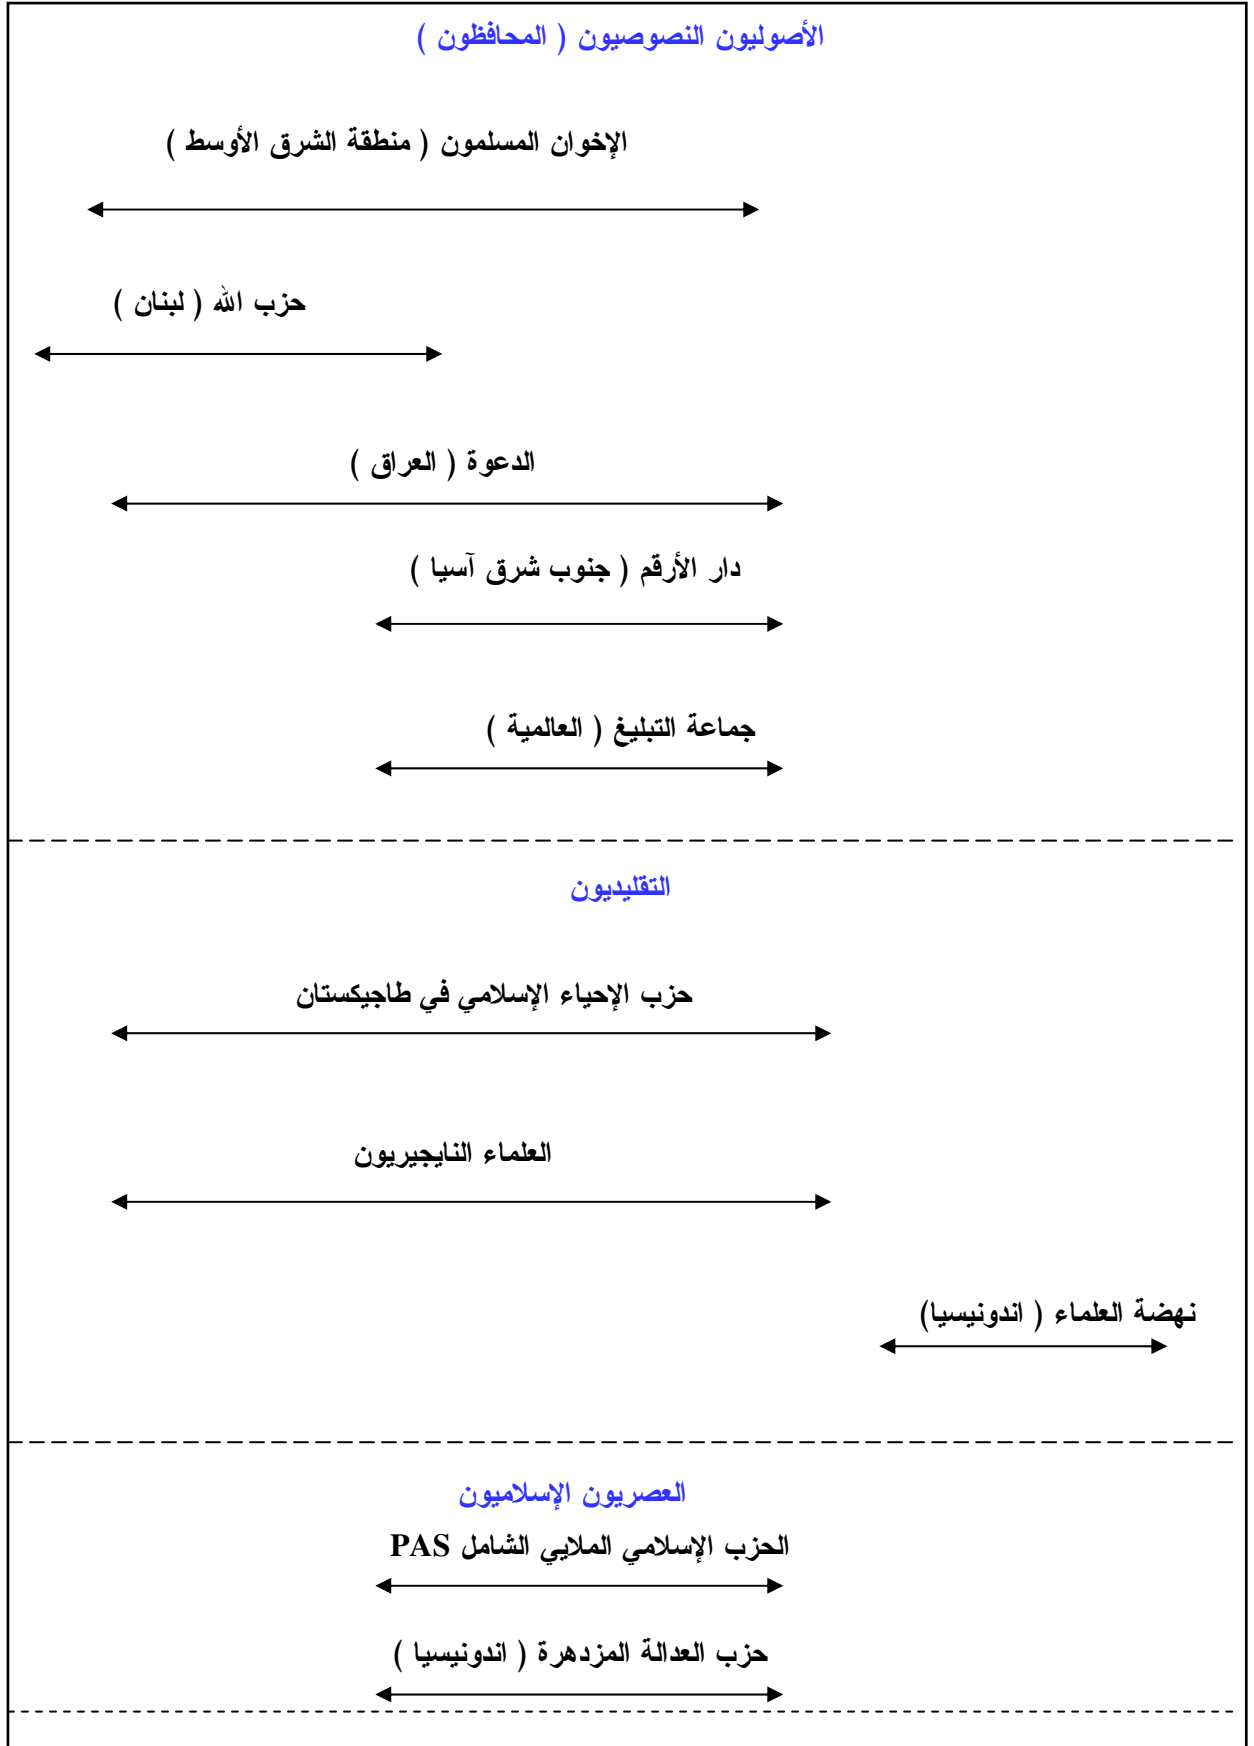 الأصوليون النصوصيون ( المحافظون )
الإخوان المسلمون ( منطقة الشرق الأوسط )
حزب الله ( لبنان )
الدعوة ( العراق )
دار الأرقم ( جنوب شرق آسيا )
جماعة التبليغ ( العالمية )
التقليديون
حزب الإحياء الإسلامي في طاجيكستان
العلماء النايجيريون
نهضة العلماء ( اندونيسيا)
العصريون الإسلاميون
الحزب الإسلامي الملايي الشامل PAS
حزب العدالة المزدهرة ( اندونيسيا )